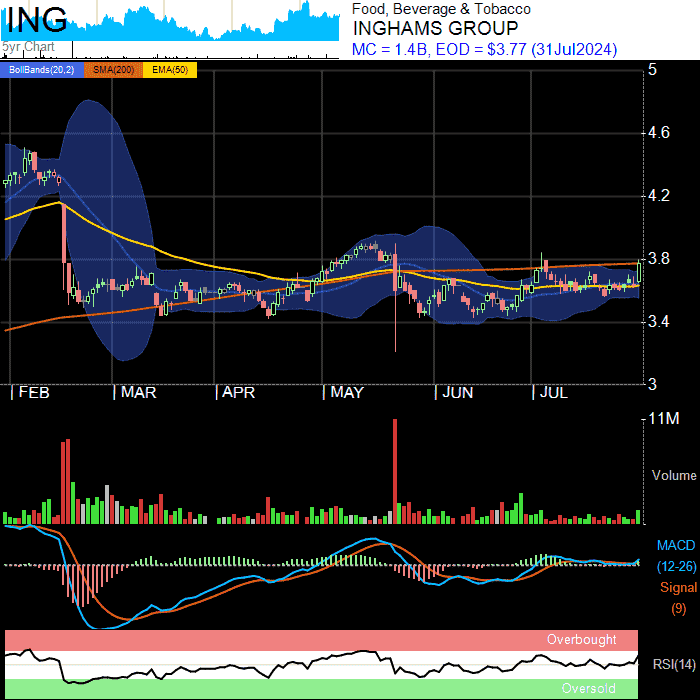 ING
5yr Chart
Food, Beverage & Tobacco
INGHAMS GROUP
MC = 1.4B, EOD = $3.77 (31Jul2024)
BollBands(20,2) SMA(200) EMA(50)
5
4.6
4.2
3.8
3.4
3
FEB MAR APR MAY JUN JUL
11M
Volume
MACD
(12-26)
Signal
(9)
Overbought
RSI(14)
Oversold